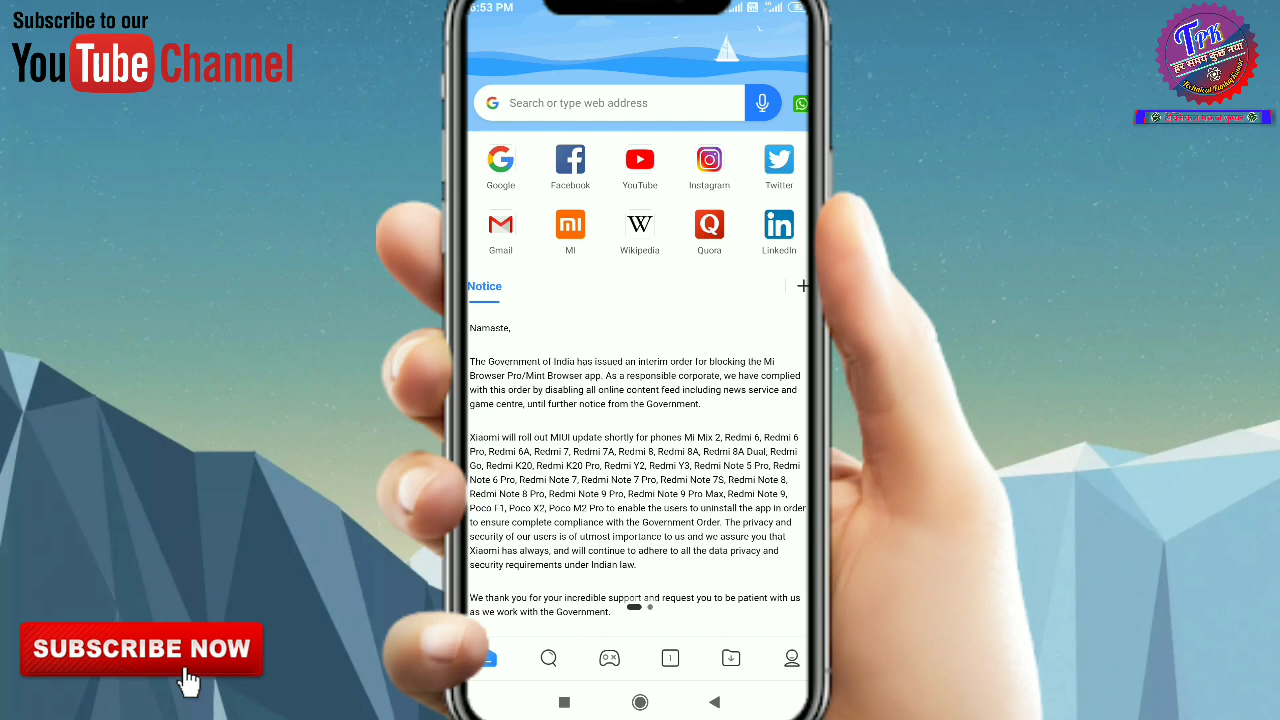 Subscribe to our
YouTube Channel
TPK
हर समय कुछ नया
:53 PM
Search or type web address
Google
Facebook
YouTube
Instagram
Twitter
Gmail
MI
Wikipedia
Quora
LinkedIn
Notice
Namaste,
The Government of India has issued an interim order for blocking the Mi
Browser Pro/Mint Browser app. As a responsible corporate, we have complied
with this order by disabling all online content feed including news service and
game centre, until further notice from the Government.
Xiaomi will roll out MIUI update shortly for phones Mi Mix 2, Redmi 6, Redmi 6
Pro, Redmi 6A, Redmi 7, Redmi 7A, Redmi 8, Redmi 8A, Redmi 8A Dual, Redmi
Go, Redmi K20, Redmi K20 Pro, Redmi Y2, Redmi Y3, Redmi Note 5 Pro, Redmi
Note 6 Pro, Redmi Note 7, Redmi Note 7 Pro, Redmi Note 7S, Redmi Note 8,
Redmi Note 8 Pro, Redmi Note 9 Pro, Redmi Note 9 Pro Max, Redmi Note 9,
Poco F1, Poco X2, Poco M2 Pro to enable the users to uninstall the app in order
to ensure complete compliance with the Government Order. The privacy and
security of our users is of utmost importance to us and we assure you that
Xiaomi has always, and will continue to adhere to all the data privacy and
security requirements under Indian law.
We thank you for your incredible support and request you to be patient with us
as we work with the Government.
1
SUBSCRIBE NOW